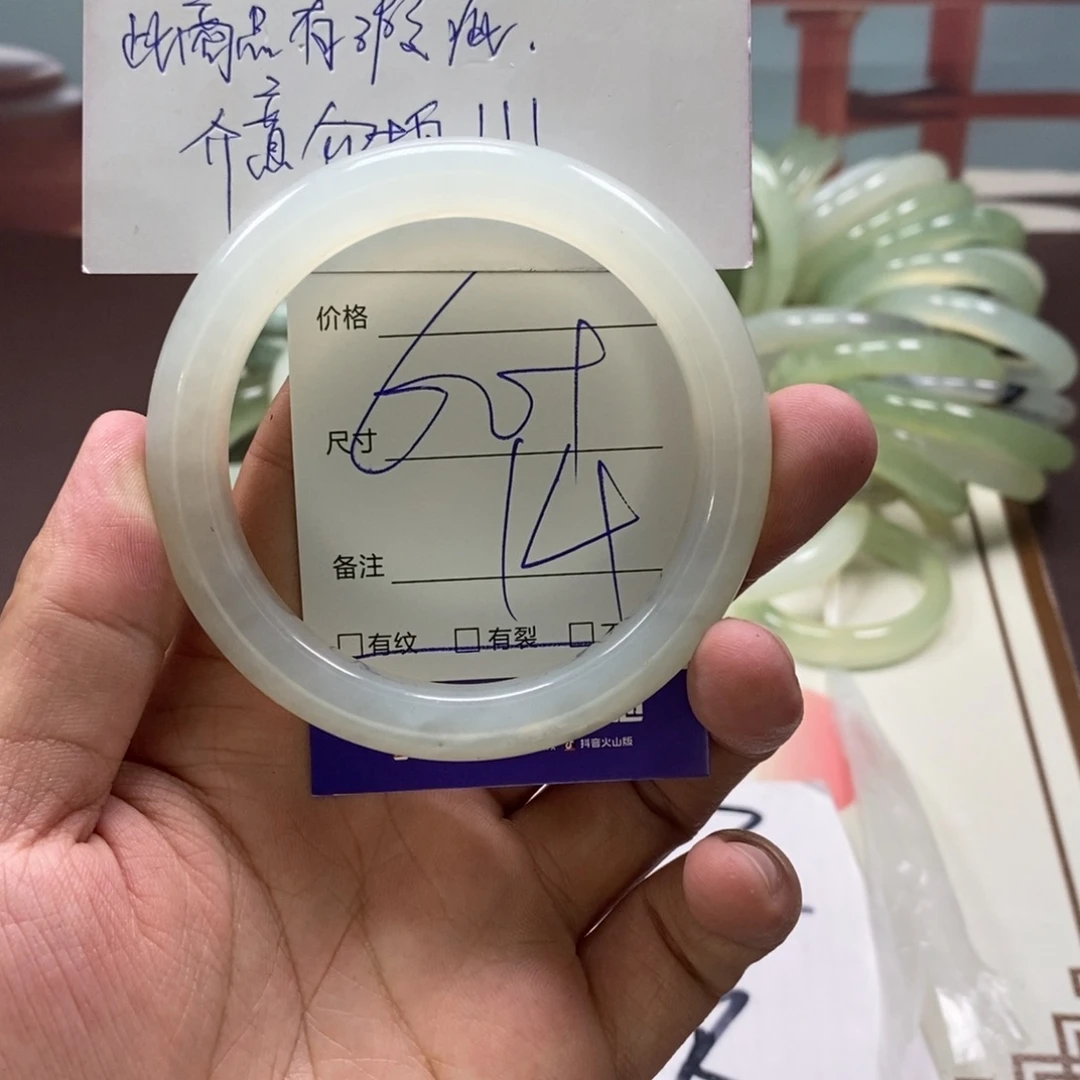 此商品有瑕疵.
介意勿拍!!!
价格
尺寸
14
备注
□有纹 □有裂
抖音火山版